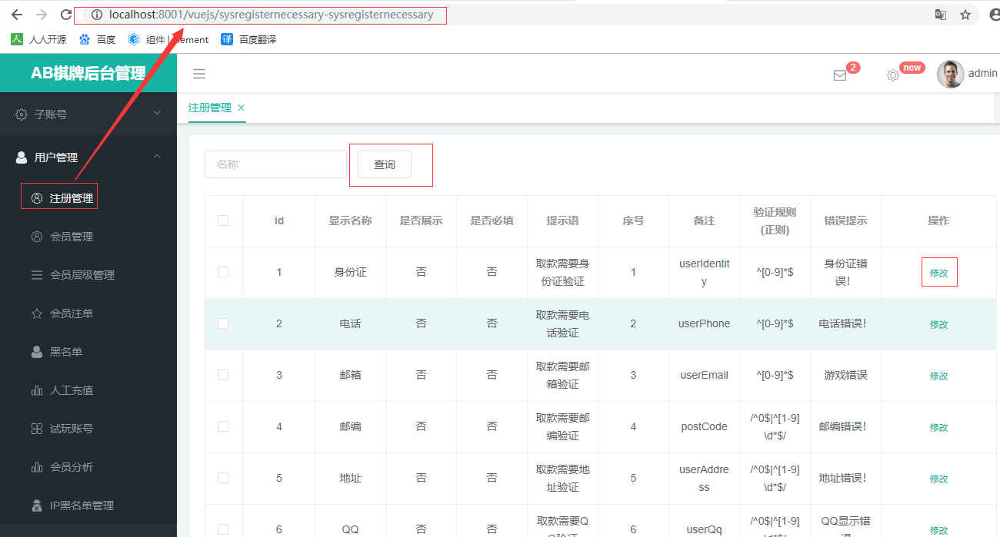 localhost:8001/vuejs/sysregisternecessary-sysregisternecessary
人人开源 百度 组件 | Element 译 百度翻译
AB棋牌后台管理
2 new admin
子账号
注册管理 ×
用户管理
注册管理
会员管理
会员层级管理
会员注单
黑名单
人工充值
试玩账号
会员分析
IP黑名单管理
名称 查询
id 显示名称 是否展示 是否必填 提示语 序号 备注 验证规则(正则) 错误提示 操作
1 身份证 否 否 取款需要身份证验证 1 userIdentity ^[0-9]*$ 身份证错误! 修改
2 电话 否 否 取款需要电话验证 2 userPhone ^[0-9]*$ 电话错误! 修改
3 邮箱 否 否 取款需要邮箱验证 3 userEmail ^[0-9]*$ 游戏错误 修改
4 邮编 否 否 取款需要邮编验证 4 postCode /^0$|^[1-9]\d*$/ 邮编错误! 修改
5 地址 否 否 取款需要地址验证 5 userAddress /^0$|^[1-9]\d*$/ 地址错误! 修改
6 QQ 否 否 取款需要Q 6 userQq /^0$|^[1-9] QQ显示错 修改